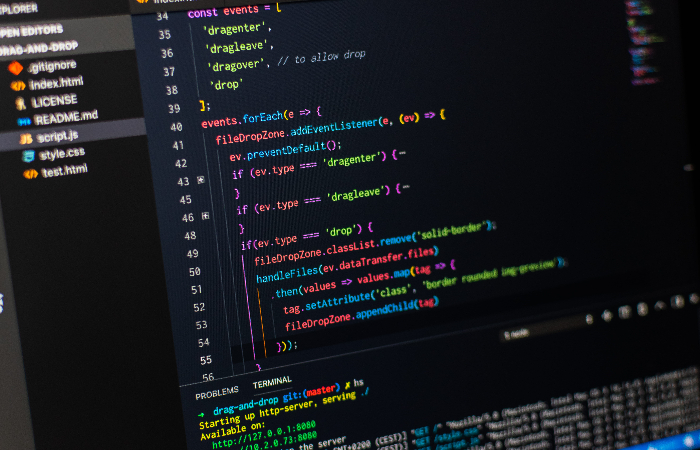 EXPLORER
OPEN EDITORS
DRAG-AND-DROP
.gitignore
index.html
LICENSE
README.md
script.js
style.css
test.html
34 const events = [
35 'dragenter',
36 'dragleave',
37 'dragover', // to allow drop
38 'drop'
39 ];
40 events.forEach(e => {
41 fileDropZone.addEventListener(e, (ev) => {
42 ev.preventDefault();
43 if (ev.type === 'dragenter') {…
45 }
46 if (ev.type === 'dragleave') {…
48 }
49 if(ev.type === 'drop') {
50 fileDropZone.classList.remove('solid-border');
51 handleFiles(ev.dataTransfer.files)
52 .then(values => values.map(tag => {
53 tag.setAttribute('class', 'border rounded img-preview');
54 fileDropZone.appendChild(tag)
55 }));
56 }
PROBLEMS TERMINAL
➜ drag-and-drop git:(master) ✗ hs
Starting up http-server, serving ./
Available on:
http://127.0.0.1:8080
10.2.0.73:8080
the server